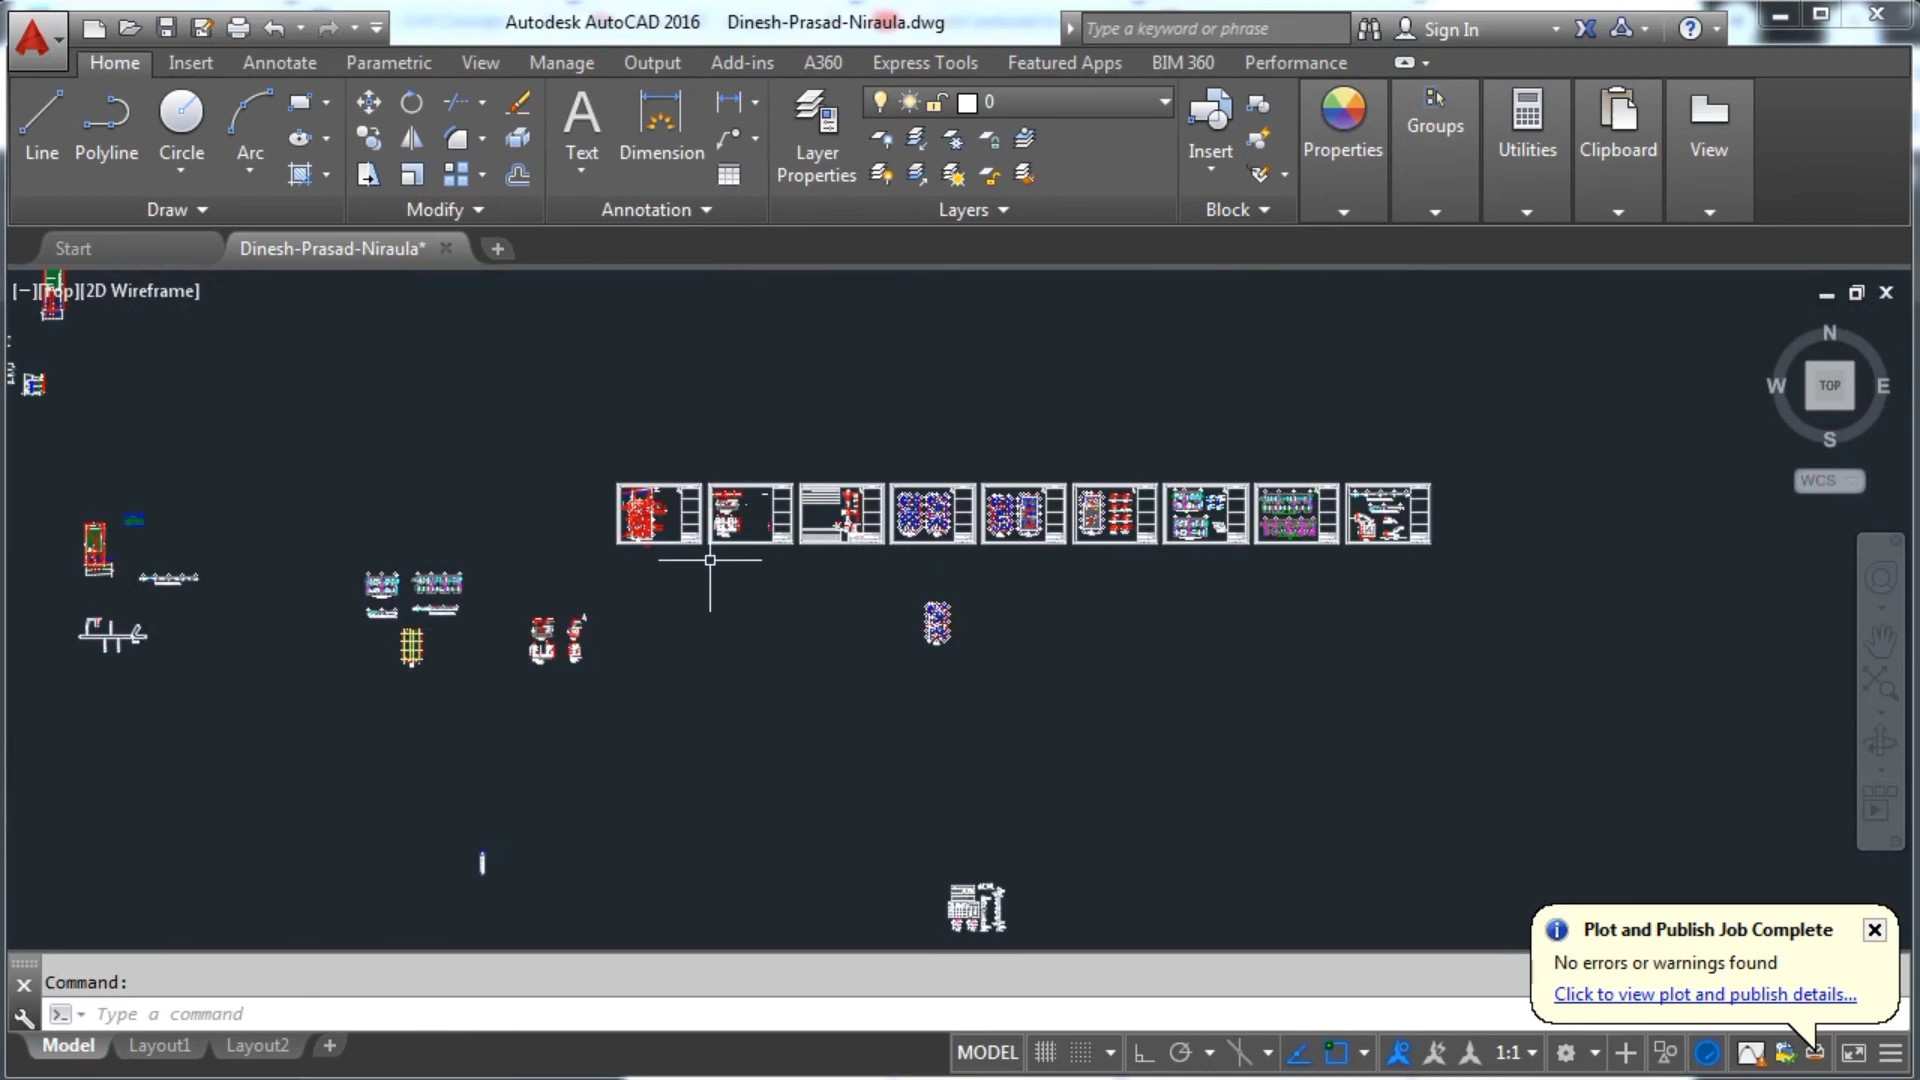 Autodesk AutoCAD 2016 Dinesh-Prasad-Niraula.dwg
Type a keyword or phrase
Sign In
Home Insert Annotate Parametric View Manage Output Add-ins A360 Express Tools Featured Apps BIM 360 Performance
0
Line Polyline Circle Arc
Text Dimension
Layer
Properties
Insert
Properties Groups Utilities Clipboard View
Draw Modify Annotation Layers Block
Start Dinesh-Prasad-Niraula*
[−][Top][2D Wireframe]
N
W TOP E
S
WCS
Plot and Publish Job Complete
No errors or warnings found
Click to view plot and publish details...
Command:
Type a command
Model Layout1 Layout2
MODEL 1:1